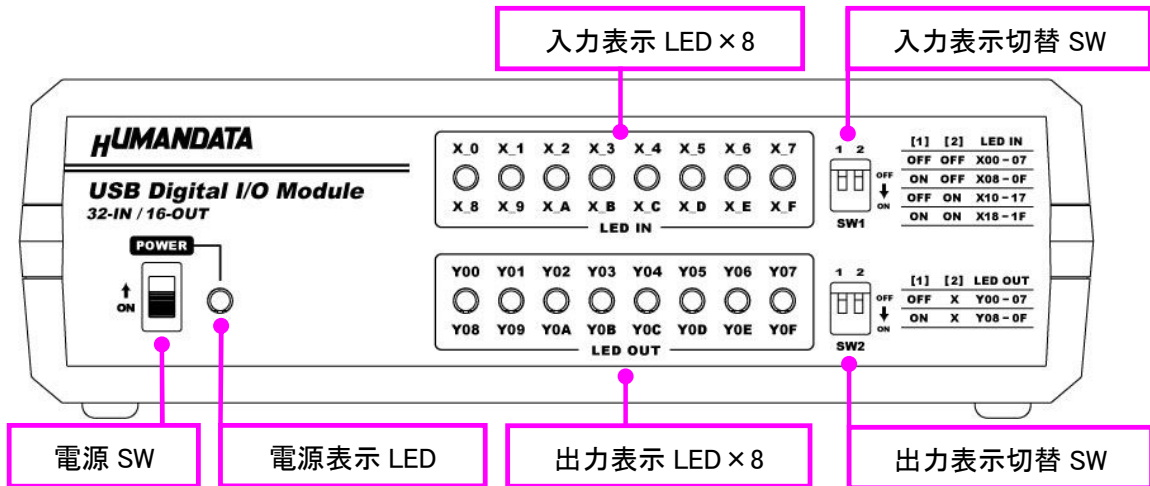 入力表示 LED×8
入力表示切替 SW
HUMANDATA
USB Digital I/O Module
32-IN / 16-OUT
POWER
↑
ON
X_0 X_1 X_2 X_3 X_4 X_5 X_6 X_7
X_8 X_9 X_A X_B X_C X_D X_E X_F
LED IN
1 2
OFF
↓
ON
SW1
[1] [2] LED IN
OFF OFF X00-07
ON OFF X08-0F
OFF ON X10-17
ON ON X18-1F
Y00 Y01 Y02 Y03 Y04 Y05 Y06 Y07
Y08 Y09 Y0A Y0B Y0C Y0D Y0E Y0F
LED OUT
1 2
OFF
↓
ON
SW2
[1] [2] LED OUT
OFF X Y00-07
ON X Y08-0F
電源 SW
電源表示 LED
出力表示 LED×8
出力表示切替 SW